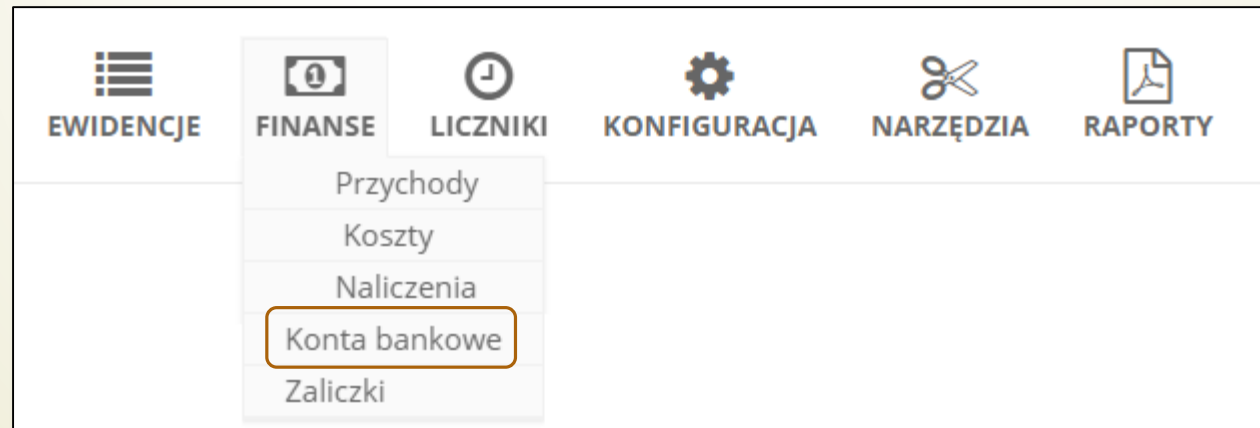 EWIDENCJE FINANSE LICZNIKI KONFIGURACJA NARZĘDZIA RAPORTY
Przychody
Koszty
Naliczenia
Konta bankowe
Zaliczki